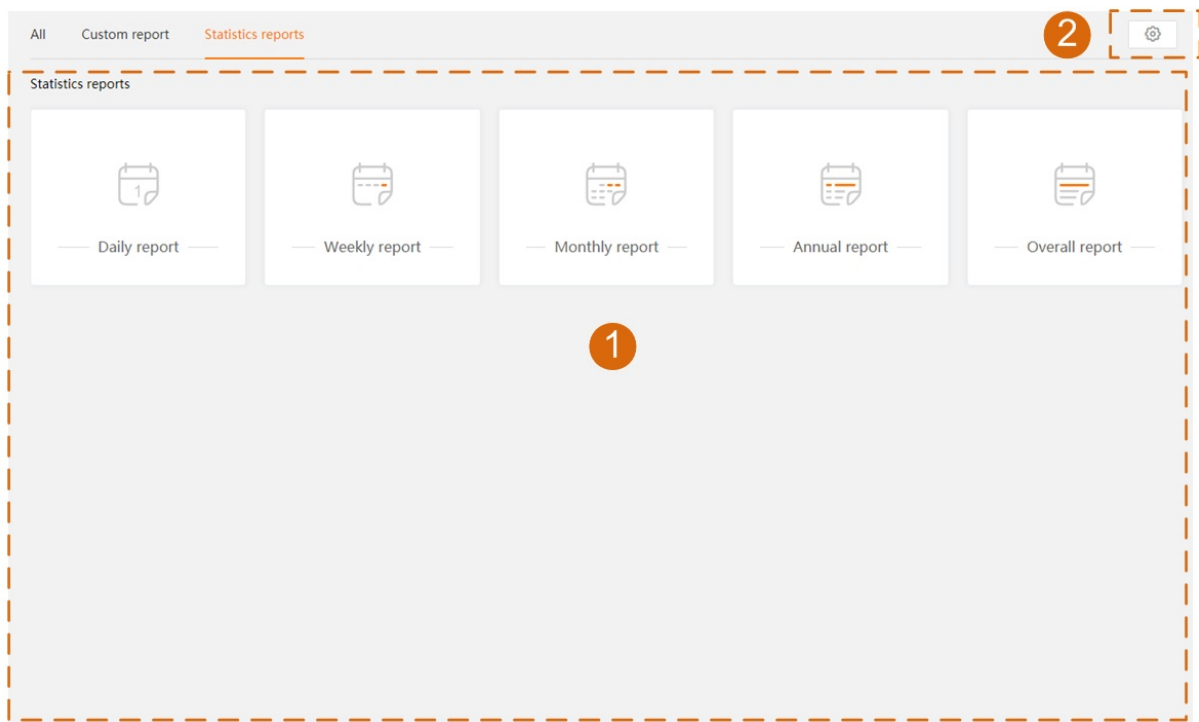 All Custom report Statistics reports 2
Statistics reports
1
Daily report Weekly report Monthly report Annual report Overall report
1